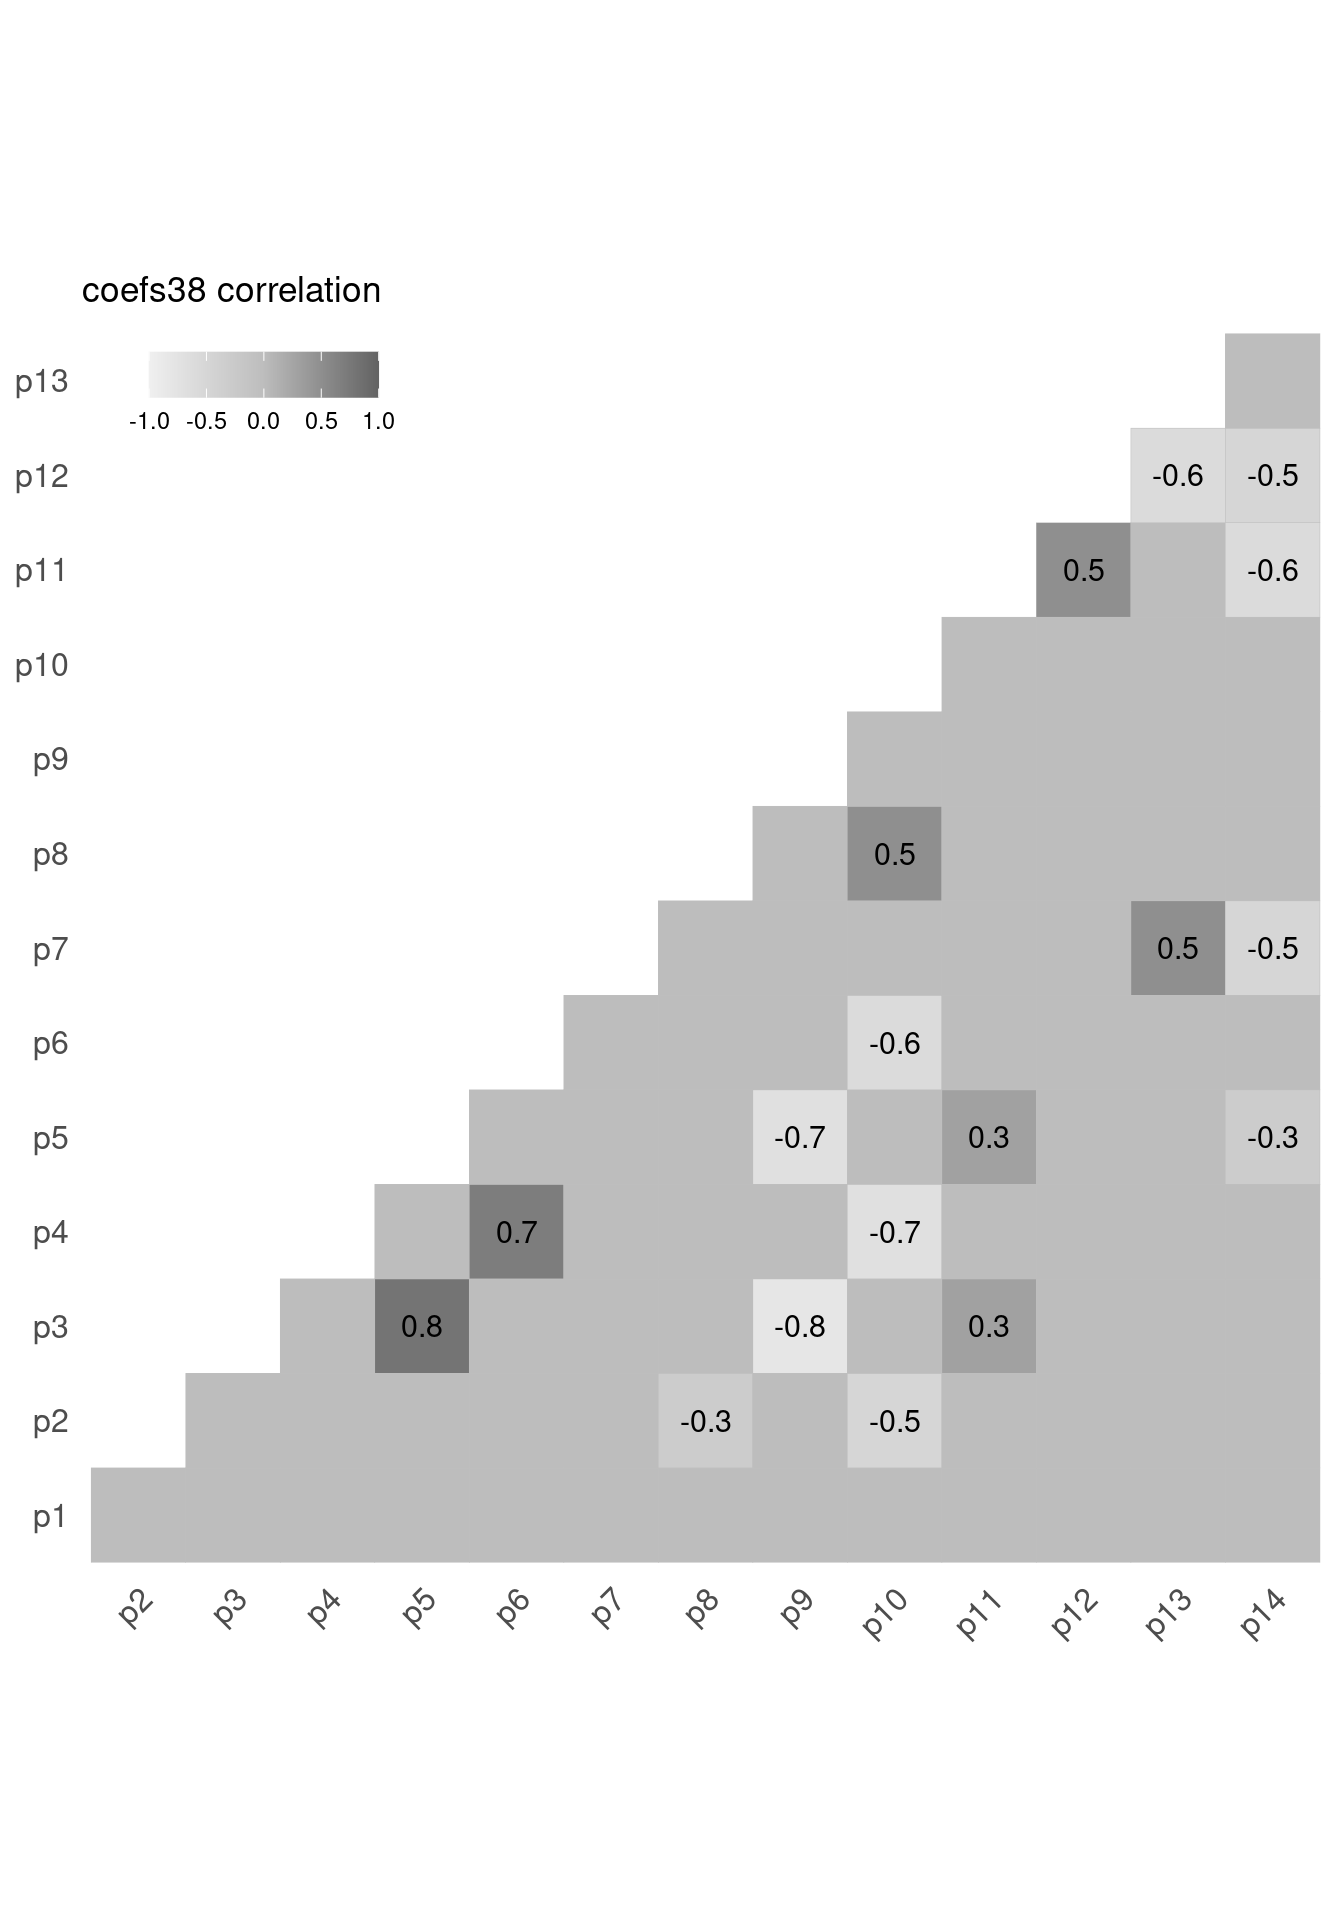 coefs38 correlation
-1.0 -0.5 0.0 0.5 1.0
p13
p12 -0.6 -0.5
p11 0.5 -0.6
p10
p9
p8 0.5
p7 0.5 -0.5
p6 -0.6
p5 -0.7 0.3 -0.3
p4 0.7 -0.7
p3 0.8 -0.8 0.3
p2 -0.3 -0.5
p1
p2 p3 p4 p5 p6 p7 p8 p9 p10 p11 p12 p13 p14